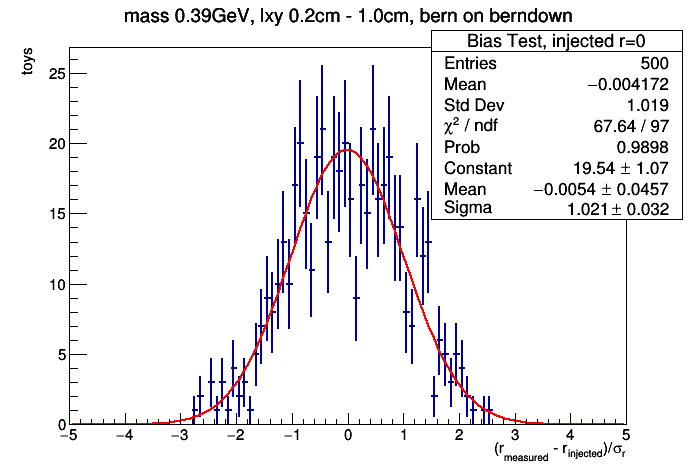 mass 0.39GeV, lxy 0.2cm - 1.0cm, bern on berndown
toys
Bias Test, injected r=0
Entries 500
Mean −0.004172
Std Dev 1.019
χ² / ndf 67.64 / 97
Prob 0.9898
Constant 19.54 ± 1.07
Mean −0.0054 ± 0.0457
Sigma 1.021 ± 0.032
25
20
15
10
5
0
−5 −4 −3 −2 −1 0 1 2 3 4 5
(r_measured - r_injected)/σ_r